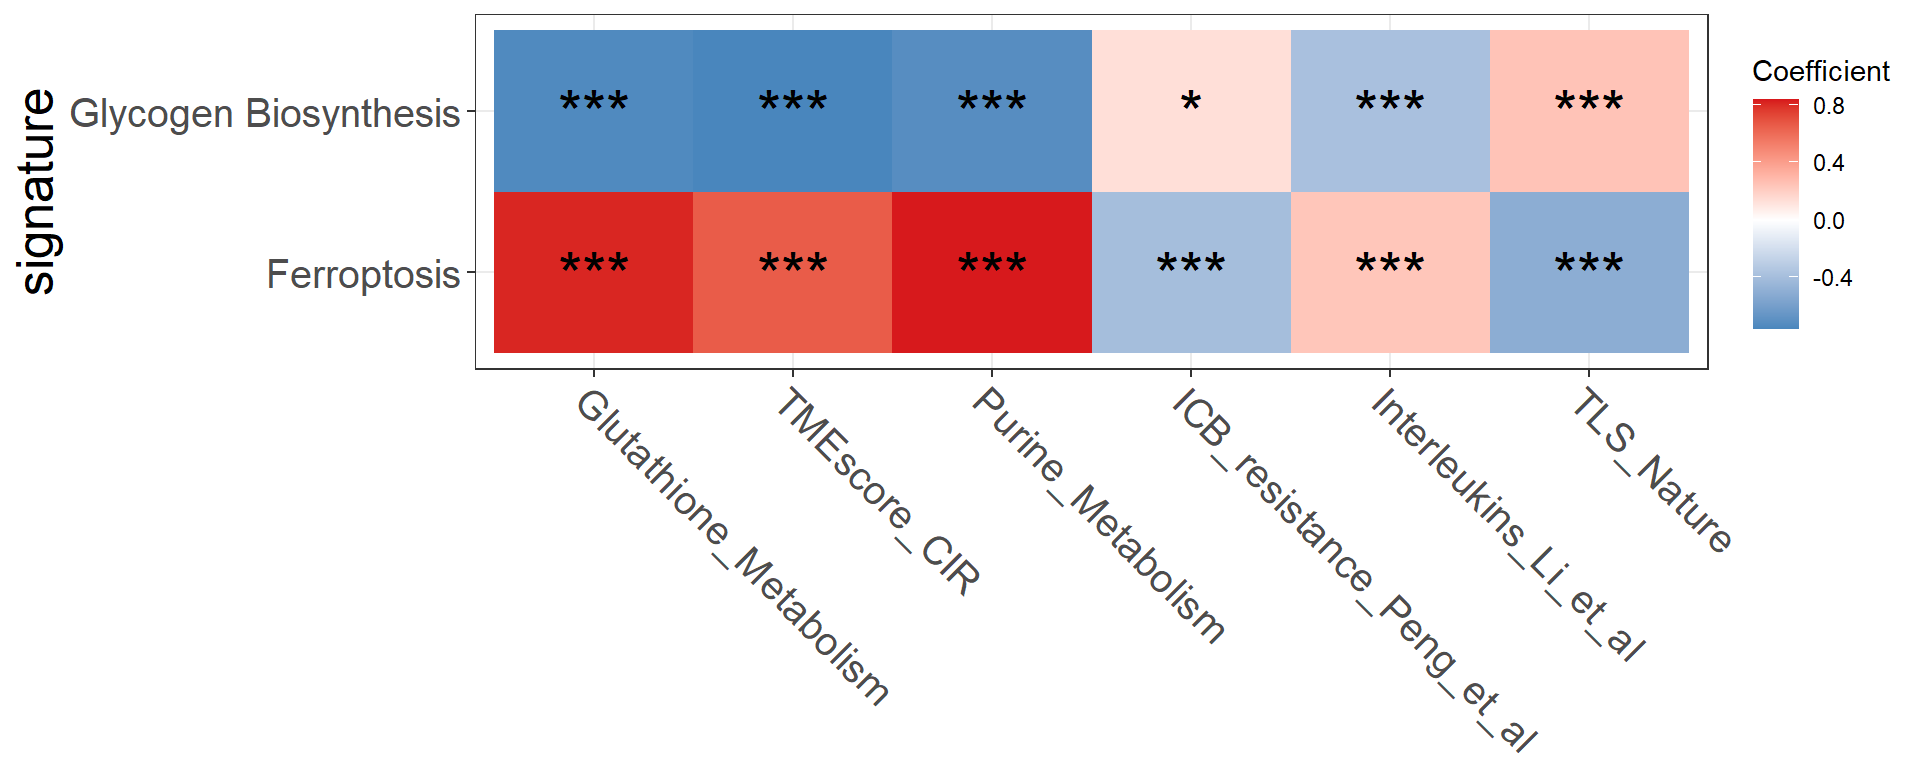 signature
Glycogen Biosynthesis
*** *** *** * *** ***
Ferroptosis
*** *** *** *** *** ***
Glutathione_Metabolism
TMEscore_CIR
Purine_Metabolism
ICB_resistance_Peng_et_al
Interleukins_Li_et_al
TLS_Nature
Coefficient
0.8
0.4
0.0
-0.4